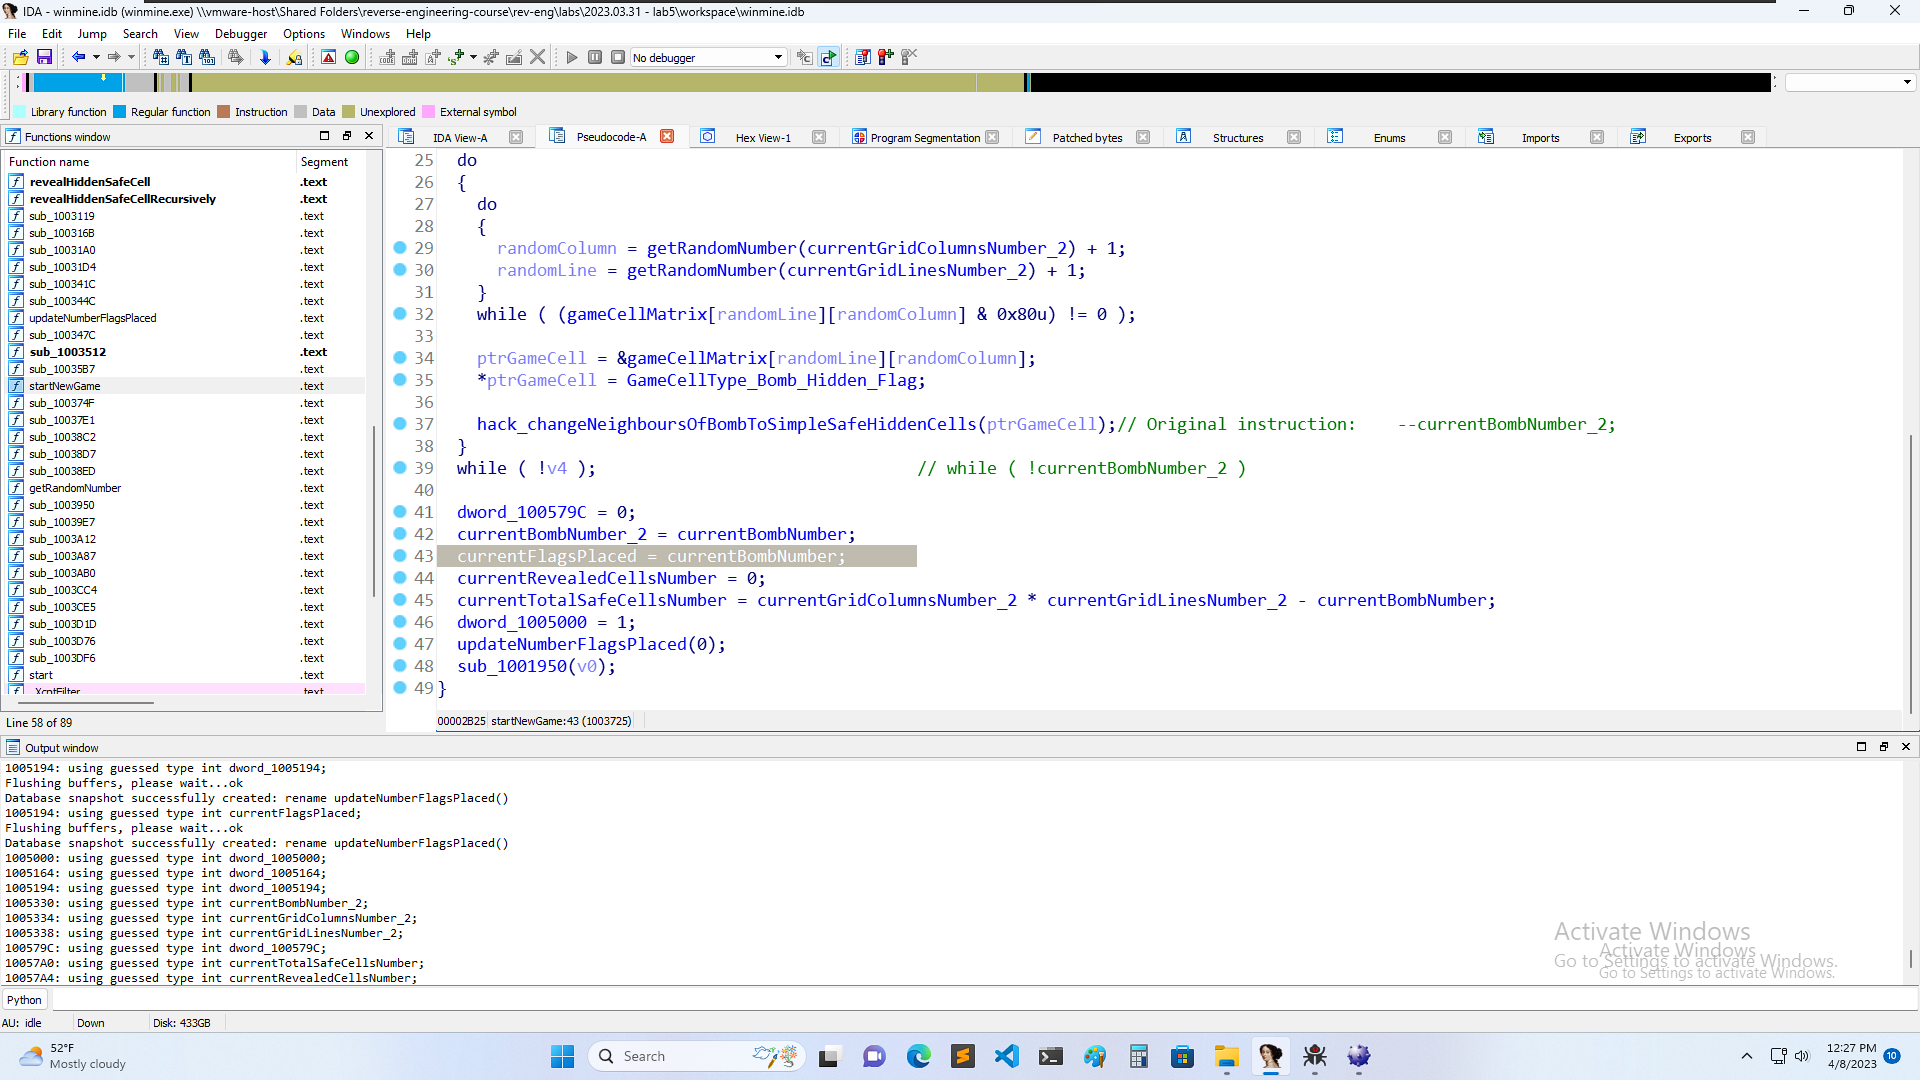 IDA - winmine.idb (winmine.exe) \\vmware-host\Shared Folders\reverse-engineering-course\rev-eng\labs\2023.03.31 - lab5\workspace\winmine.idb
File Edit Jump Search View Debugger Options Windows Help
No debugger
Library function Regular function Instruction Data Unexplored External symbol
Functions window
IDA View-A Pseudocode-A Hex View-1 Program Segmentation Patched bytes Structures Enums Imports Exports
Function name Segment
revealHiddenSafeCell .text
revealHiddenSafeCellRecursively .text
sub_1003119 .text
sub_100316B .text
sub_10031A0 .text
sub_10031D4 .text
sub_100341C .text
sub_100344C .text
updateNumberFlagsPlaced .text
sub_100347C .text
sub_1003512 .text
sub_10035B7 .text
startNewGame .text
sub_100374F .text
sub_10037E1 .text
sub_10038C2 .text
sub_10038D7 .text
sub_10038ED .text
getRandomNumber .text
sub_1003950 .text
sub_10039E7 .text
sub_1003A12 .text
sub_1003A87 .text
sub_1003AB0 .text
sub_1003CC4 .text
sub_1003CE5 .text
sub_1003D1D .text
sub_1003D76 .text
sub_1003DF6 .text
start .text
_XcptFilter .text
Line 58 of 89
25 do
26 {
27 do
28 {
29 randomColumn = getRandomNumber(currentGridColumnsNumber_2) + 1;
30 randomLine = getRandomNumber(currentGridLinesNumber_2) + 1;
31 }
32 while ( (gameCellMatrix[randomLine][randomColumn] & 0x80u) != 0 );
33
34 ptrGameCell = &gameCellMatrix[randomLine][randomColumn];
35 *ptrGameCell = GameCellType_Bomb_Hidden_Flag;
36
37 hack_changeNeighboursOfBombToSimpleSafeHiddenCells(ptrGameCell);// Original instruction: --currentBombNumber_2;
38 }
39 while ( !v4 ); // while ( !currentBombNumber_2 )
40
41 dword_100579C = 0;
42 currentBombNumber_2 = currentBombNumber;
43 currentFlagsPlaced = currentBombNumber;
44 currentRevealedCellsNumber = 0;
45 currentTotalSafeCellsNumber = currentGridColumnsNumber_2 * currentGridLinesNumber_2 - currentBombNumber;
46 dword_1005000 = 1;
47 updateNumberFlagsPlaced(0);
48 sub_1001950(v0);
49 }
00002B25 startNewGame:43 (1003725)
Output window
1005194: using guessed type int dword_1005194;
Flushing buffers, please wait...ok
Database snapshot successfully created: rename updateNumberFlagsPlaced()
1005194: using guessed type int currentFlagsPlaced;
Flushing buffers, please wait...ok
Database snapshot successfully created: rename updateNumberFlagsPlaced()
1005000: using guessed type int dword_1005000;
1005164: using guessed type int dword_1005164;
1005194: using guessed type int dword_1005194;
1005330: using guessed type int currentBombNumber_2;
1005334: using guessed type int currentGridColumnsNumber_2;
1005338: using guessed type int currentGridLinesNumber_2;
100579C: using guessed type int dword_100579C;
10057A0: using guessed type int currentTotalSafeCellsNumber;
10057A4: using guessed type int currentRevealedCellsNumber;
Activate Windows
Go to Settings to activate Windows.
Activate Windows
Go to Settings to activate Windows.
Python
AU: idle Down Disk: 433GB
52°F
Mostly cloudy
Search
12:27 PM
4/8/2023
10